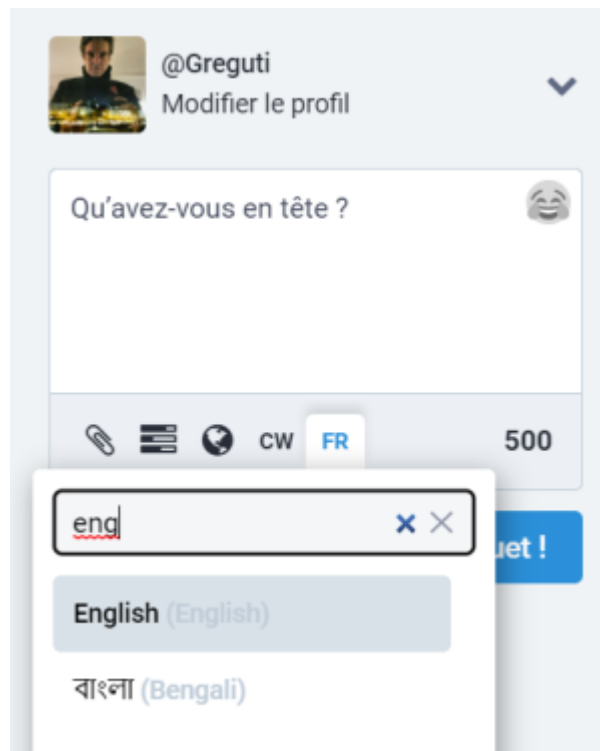 @Greguti
Modifier le profil
Qu’avez-vous en tête ?
CW FR 500
eng
uet !
English (English)
বাংলা (Bengali)